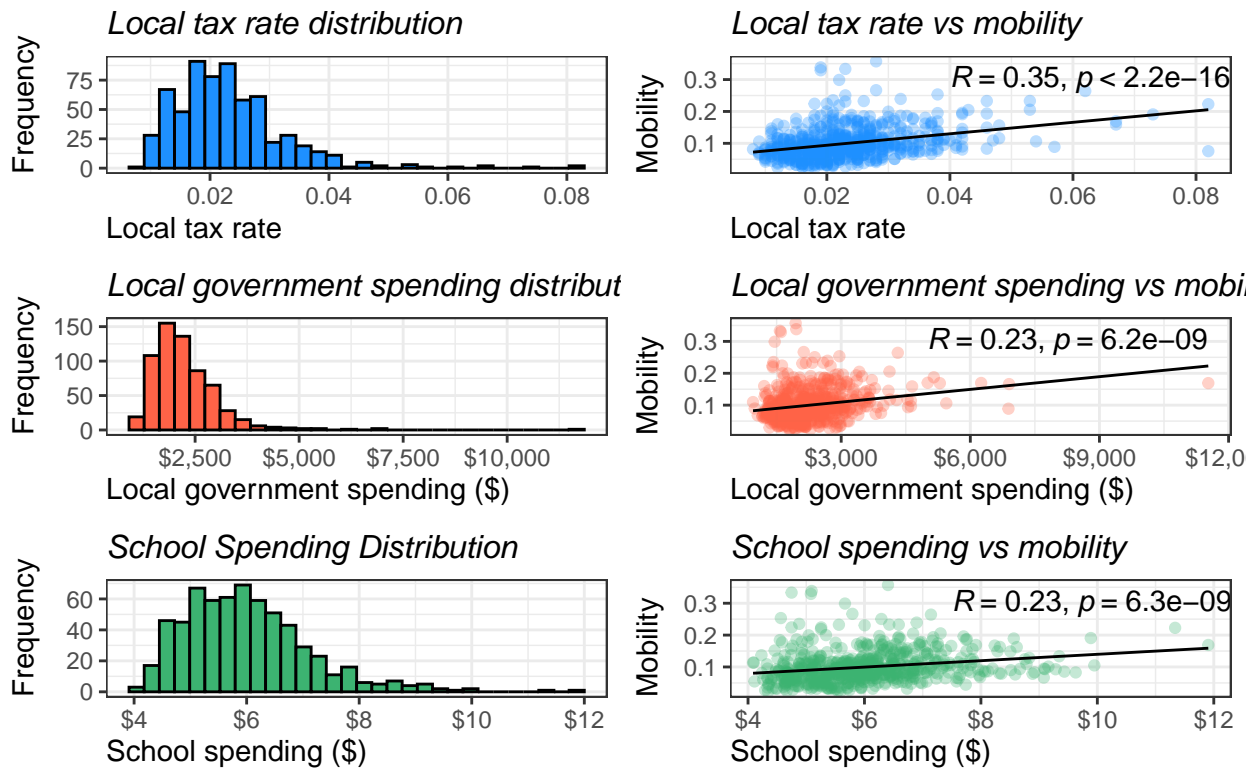 Local tax rate distribution
Frequency
75
50
25
0
0.02 0.04 0.06 0.08
Local tax rate
Local tax rate vs mobility
Mobility
R = 0.35, p < 2.2e−16
0.3
0.2
0.1
0.02 0.04 0.06 0.08
Local tax rate
Local government spending distribut
Frequency
150
100
50
0
$2,500 $5,000 $7,500 $10,000
Local government spending ($)
Local government spending vs mobil
Mobility
R = 0.23, p = 6.2e−09
0.3
0.2
0.1
$3,000 $6,000 $9,000 $12,0
Local government spending ($)
School Spending Distribution
Frequency
60
40
20
0
$4 $6 $8 $10 $12
School spending ($)
School spending vs mobility
Mobility
R = 0.23, p = 6.3e−09
0.3
0.2
0.1
$4 $6 $8 $10 $12
School spending ($)